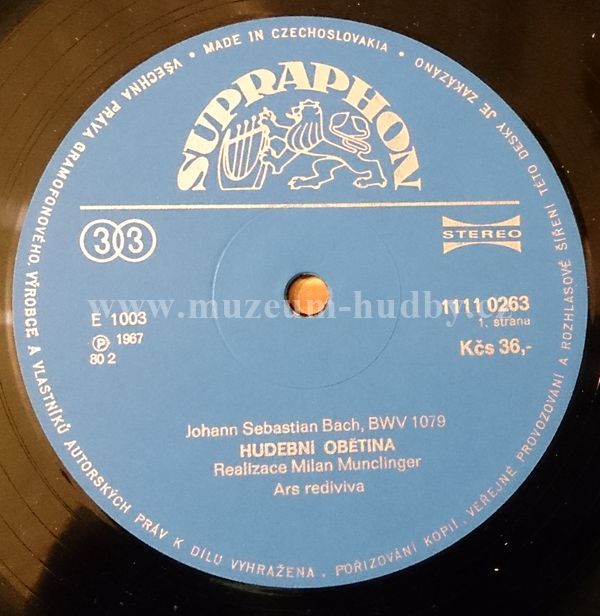 VŠECHNA PRÁVA GRAMOFONOVÉHO VÝROBCE A VLASTNÍKŮ AUTORSKÝCH PRÁV K DÍLU VYHRAŽENA. POŘIZOVÁNÍ KOPIÍ, VEŘEJNÉ PROVOZOVÁNÍ A ROZHLASOVÉ ŠÍŘENÍ TÉTO DESKY JE ZAKÁZÁNO • MADE IN CZECHOSLOVAKIA •
SUPRAPHON
33
STEREO
www.muzeum-hudby.cz
E 1003
Ⓟ 1967
80 2
1111 0263
1. strana
Kčs 36,-
Johann Sebastian Bach, BWV 1079
HUDEBNÍ OBĚTINA
Realizace Milan Munclinger
Ars rediviva